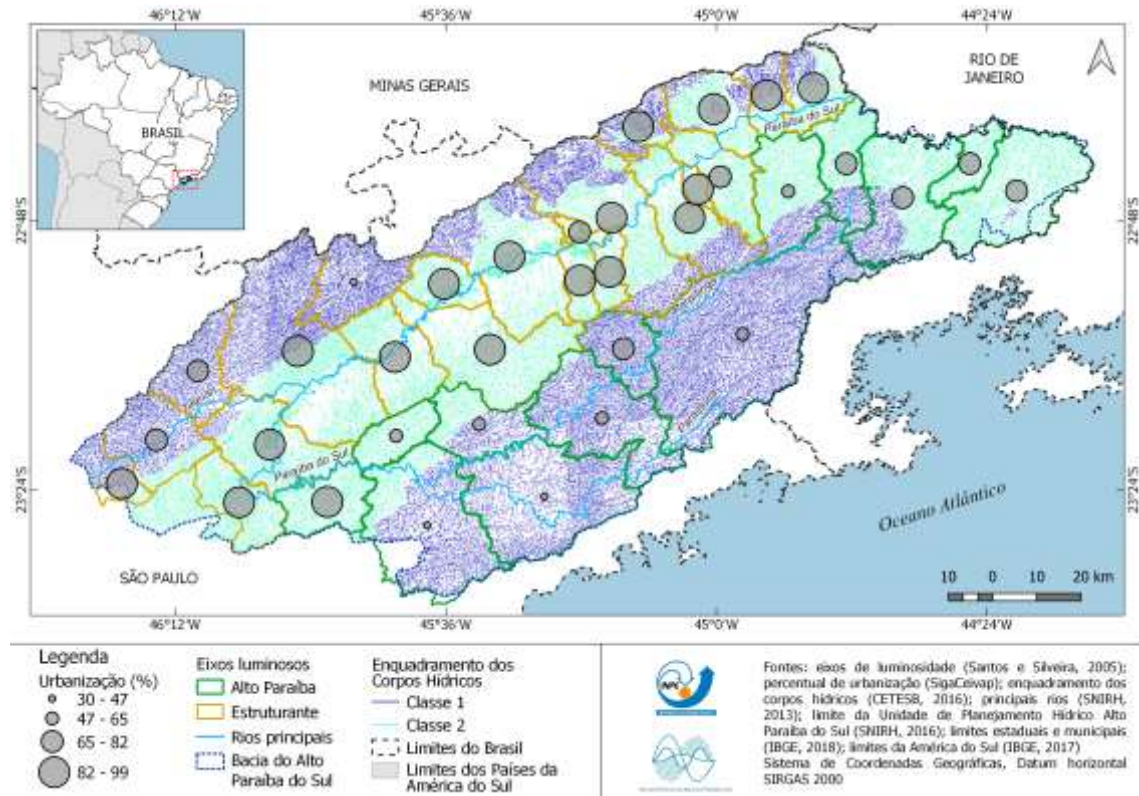 46°12'W 45°36'W 45°0'W 44°24'W
MINAS GERAIS
RIO DE
JANEIRO
BRASIL
Paraíba do Sul
22°48'S 22°48'S
Paraíba do Sul
23°24'S 23°24'S
Oceano Atlântico
SÃO PAULO
10 0 10 20 km
46°12'W 45°36'W 45°0'W 44°24'W
Legenda
Urbanização (%)
30 - 47
47 - 65
65 - 82
82 - 99
Eixos luminosos
Alto Paraíba
Estruturante
Rios principais
Bacia do Alto
Paraíba do Sul
Enquadramento dos
Corpos Hídricos
Classe 1
Classe 2
Limites do Brasil
Limites dos Países da
América do Sul
Fontes: eixos de luminosidade (Santos e Silveira, 2005);
percentual de urbanização (SigaCeivap); enquadramento dos
corpos hídricos (CETESB, 2016); principais rios (SNIRH,
2013); limite da Unidade de Planejamento Hídrico Alto
Paraíba do Sul (SNIRH, 2016); limites estaduais e municipais
(IBGE, 2018); limites da América do Sul (IBGE, 2017)
Sistema de Coordenadas Geográficas, Datum horizontal
SIRGAS 2000